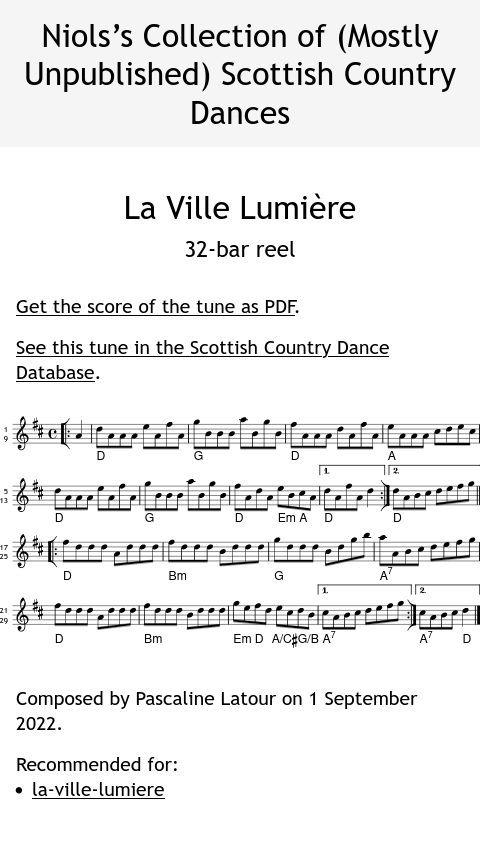 Niols’s Collection of (Mostly
Unpublished) Scottish Country
Dances
La Ville Lumière
32-bar reel
Get the score of the tune as PDF.
See this tune in the Scottish Country Dance
Database.
1
9
D G D A
5
13
1. 2.
D G D Em A D D
17
25
D Bm G A7
21
29
1. 2.
D Bm Em D A/C♯ G/B A7 A7 D
Composed by Pascaline Latour on 1 September
2022.
Recommended for:
• la-ville-lumiere